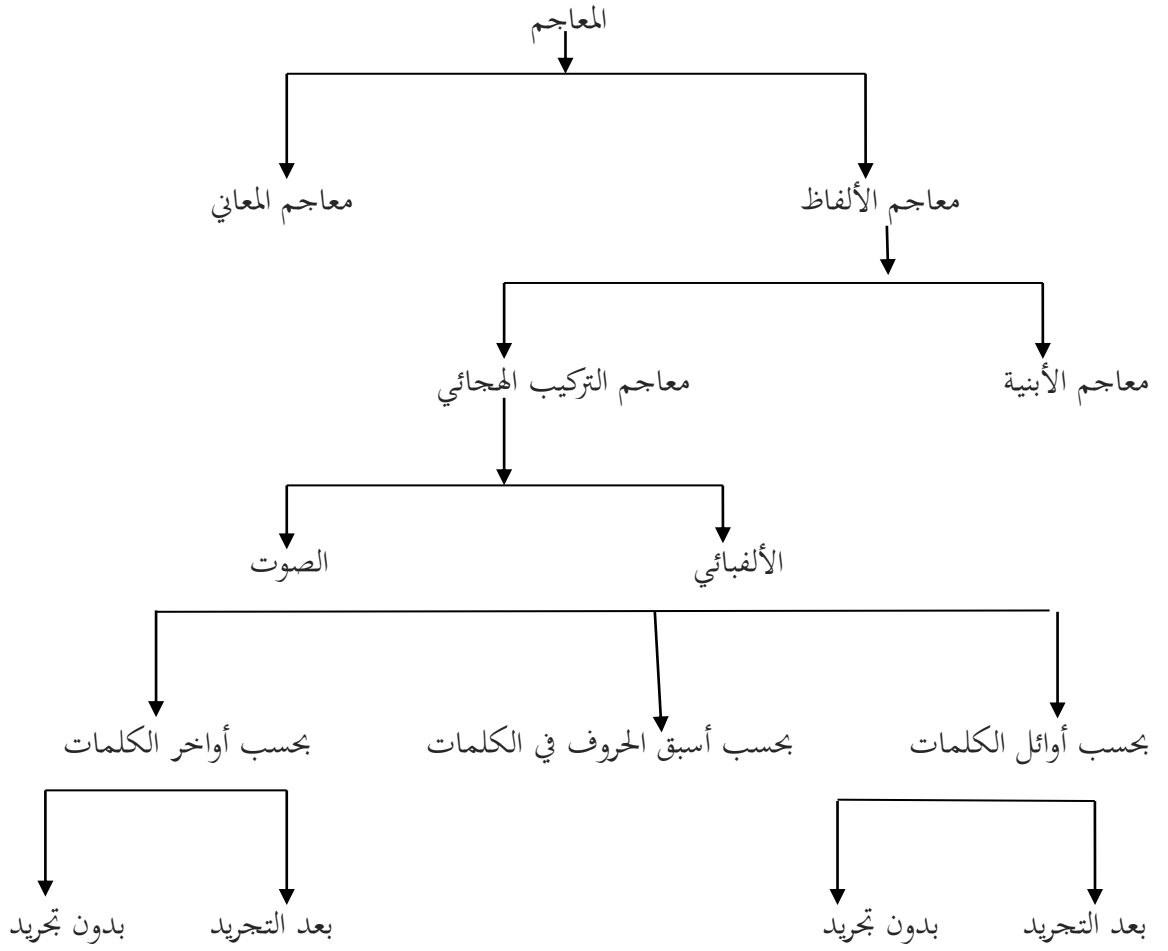 المعاجم
معاجم الألفاظ
معاجم المعاني
معاجم الأبنية
معاجم التركيب الهجائي
الألفبائي
الصوت
بحسب أوائل الكلمات
بحسب أسبق الحروف في الكلمات
بحسب أواخر الكلمات
بعد التجريد
بدون تجريد
بعد التجريد
بدون تجريد